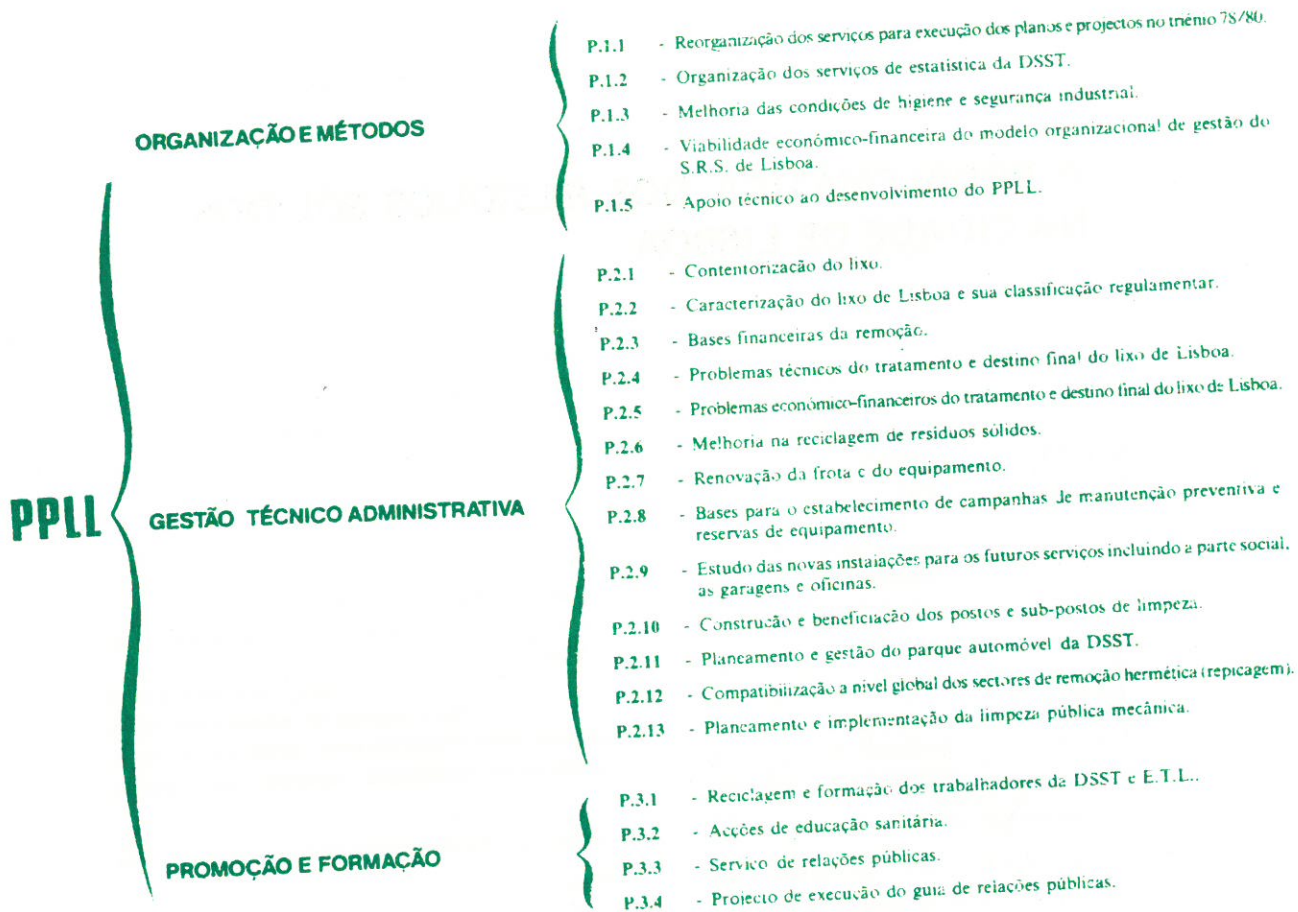 PPLL
ORGANIZAÇÃO E MÉTODOS
P.1.1 - Reorganização dos serviços para execução dos planos e projectos no triénio 78/80.
P.1.2 - Organização dos serviços de estatística da DSST.
P.1.3 - Melhoria das condições de higiene e segurança industrial.
P.1.4 - Viabilidade económico-financeira do modelo organizacional de gestão do
S.R.S. de Lisboa.
P.1.5 - Apoio técnico ao desenvolvimento do PPLL.
GESTÃO TÉCNICO ADMINISTRATIVA
P.2.1 - Contentorização do lixo.
P.2.2 - Caracterização do lixo de Lisboa e sua classificação regulamentar.
P.2.3 - Bases financeiras da remoção.
P.2.4 - Problemas técnicos do tratamento e destino final do lixo de Lisboa.
P.2.5 - Problemas económico-financeiros do tratamento e destino final do lixo de Lisboa.
P.2.6 - Melhoria na reciclagem de resíduos sólidos.
P.2.7 - Renovação da frota e do equipamento.
P.2.8 - Bases para o estabelecimento de campanhas de manutenção preventiva e
reservas de equipamento.
P.2.9 - Estudo das novas instalações para os futuros serviços incluindo a parte social,
as garagens e oficinas.
P.2.10 - Construção e beneficiação dos postos e sub-postos de limpeza.
P.2.11 - Planeamento e gestão do parque automóvel da DSST.
P.2.12 - Compatibilização a nível global dos sectores de remoção hermética (repicagem).
P.2.13 - Planeamento e implementação da limpeza pública mecânica.
PROMOÇÃO E FORMAÇÃO
P.3.1 - Reciclagem e formação dos trabalhadores da DSST e E.T.L..
P.3.2 - Acções de educação sanitária.
P.3.3 - Serviço de relações públicas.
P.3.4 - Projecto de execução do guia de relações públicas.